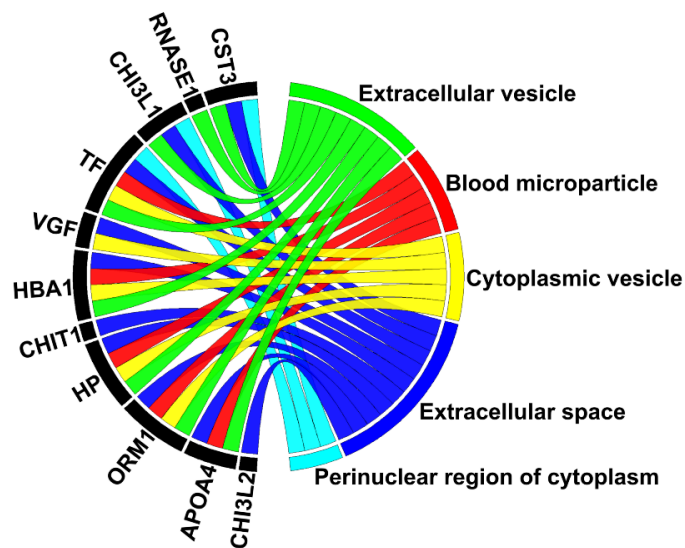 CST3
RNASE1
CHI3L1
TF
VGF
HBA1
CHIT1
HP
ORM1
APOA4
CHI3L2
Extracellular vesicle
Blood microparticle
Cytoplasmic vesicle
Extracellular space
Perinuclear region of cytoplasm